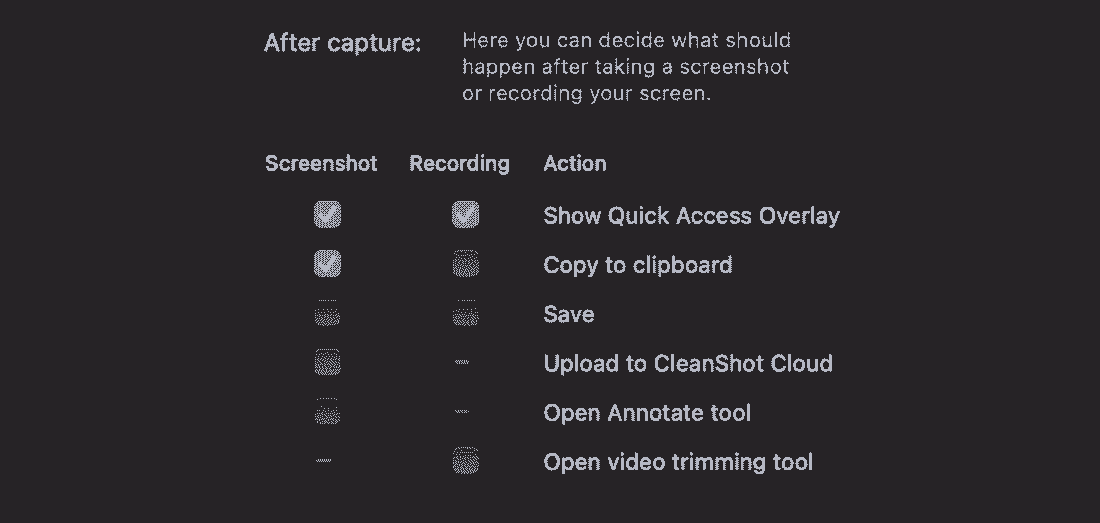 After capture:
Here you can decide what should
happen after taking a screenshot
or recording your screen.
Screenshot Recording Action
Show Quick Access Overlay
Copy to clipboard
Save
Upload to CleanShot Cloud
Open Annotate tool
Open video trimming tool